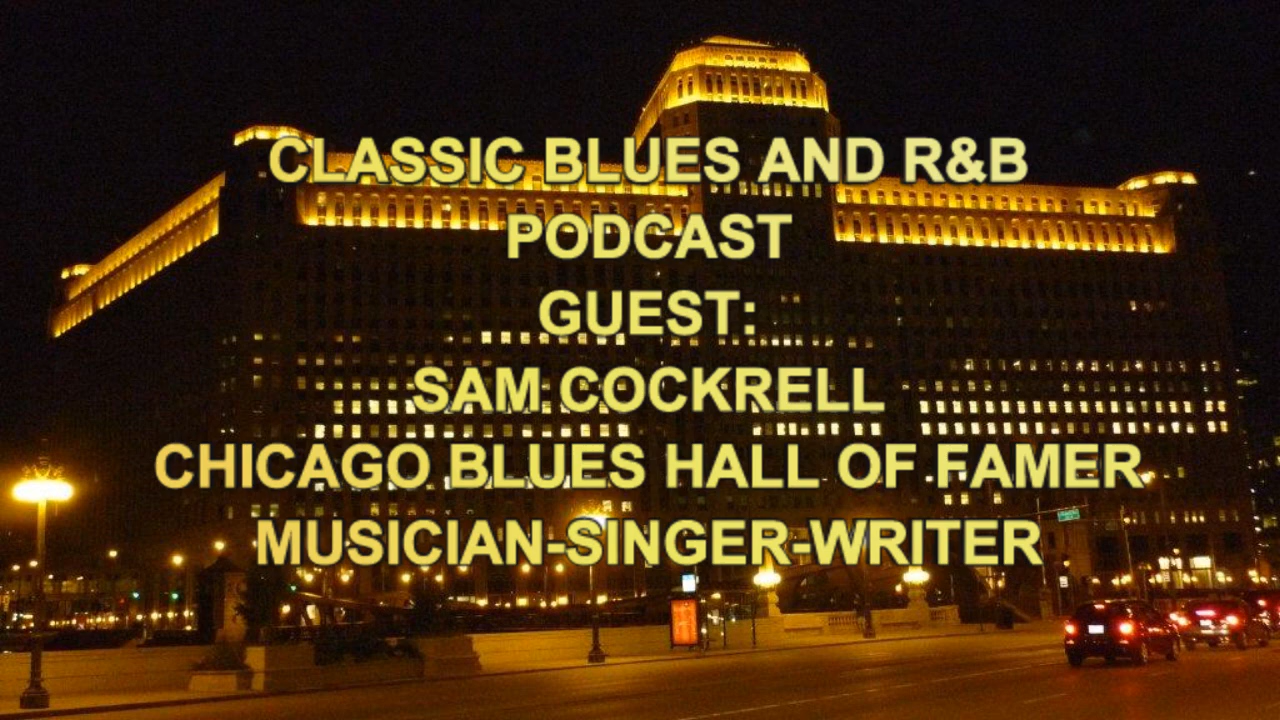 CLASSIC BLUES AND R&B
PODCAST
GUEST:
SAM COCKRELL
CHICAGO BLUES HALL OF FAMER
MUSICIAN-SINGER-WRITER